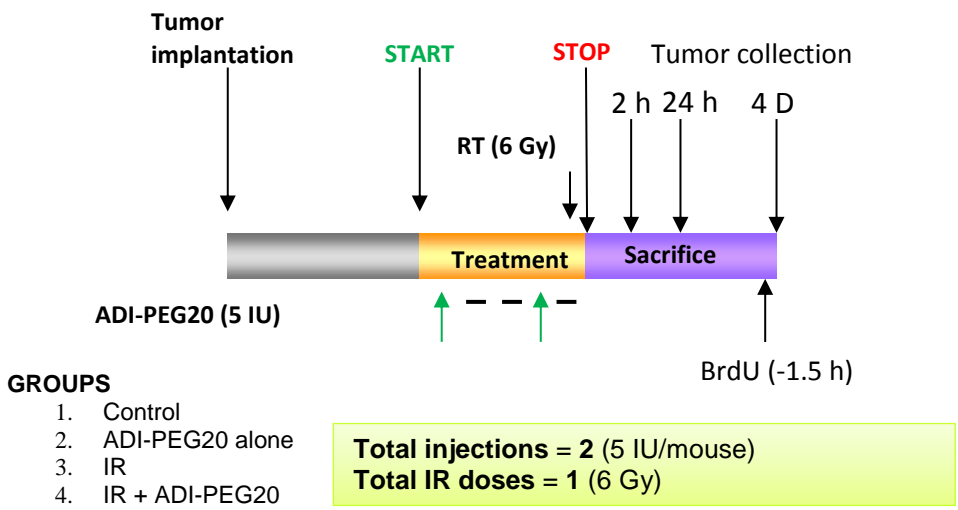 Tumor
implantation
START
STOP
Tumor collection
2 h
24 h
4 D
RT (6 Gy)
Treatment
Sacrifice
ADI-PEG20 (5 IU)
BrdU (-1.5 h)
GROUPS
1. Control
2. ADI-PEG20 alone
3. IR
4. IR + ADI-PEG20
Total injections = 2 (5 IU/mouse)
Total IR doses = 1 (6 Gy)